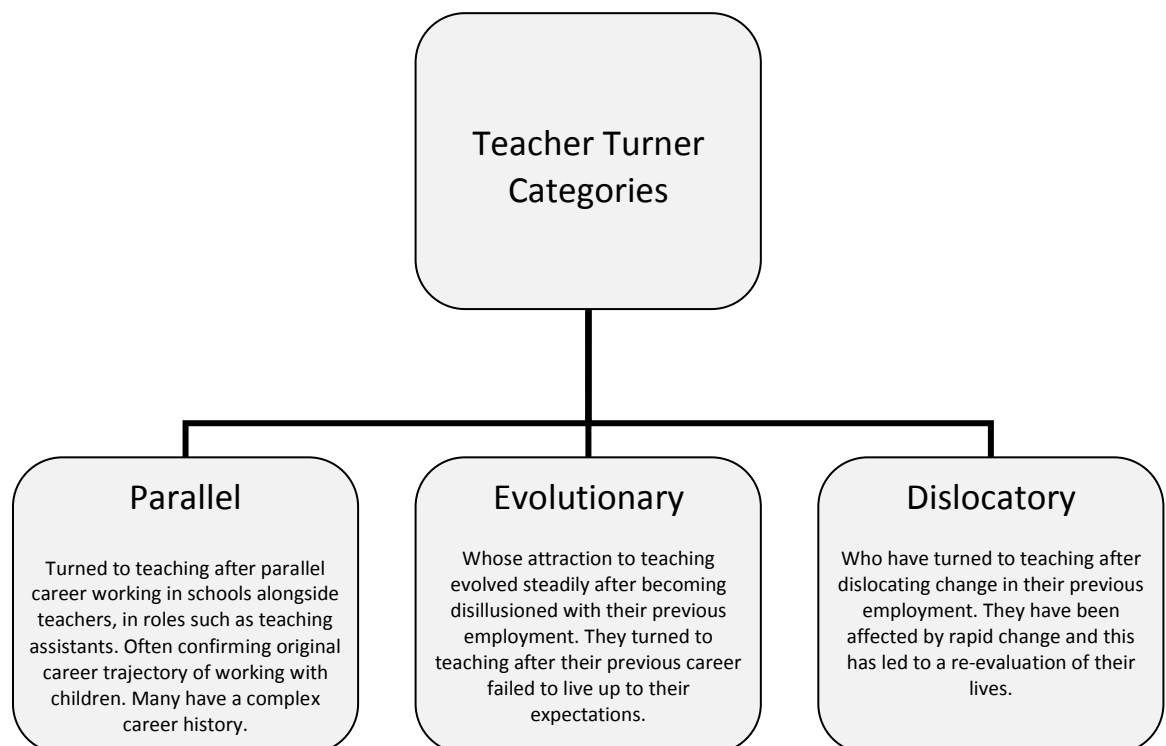 Teacher Turner
Categories
Parallel
Turned to teaching after parallel
career working in schools alongside
teachers, in roles such as teaching
assistants. Often confirming original
career trajectory of working with
children. Many have a complex
career history.
Evolutionary
Whose attraction to teaching
evolved steadily after becoming
disillusioned with their previous
employment. They turned to
teaching after their previous career
failed to live up to their
expectations.
Dislocatory
Who have turned to teaching after
dislocating change in their previous
employment. They have been
affected by rapid change and this
has led to a re-evaluation of their
lives.